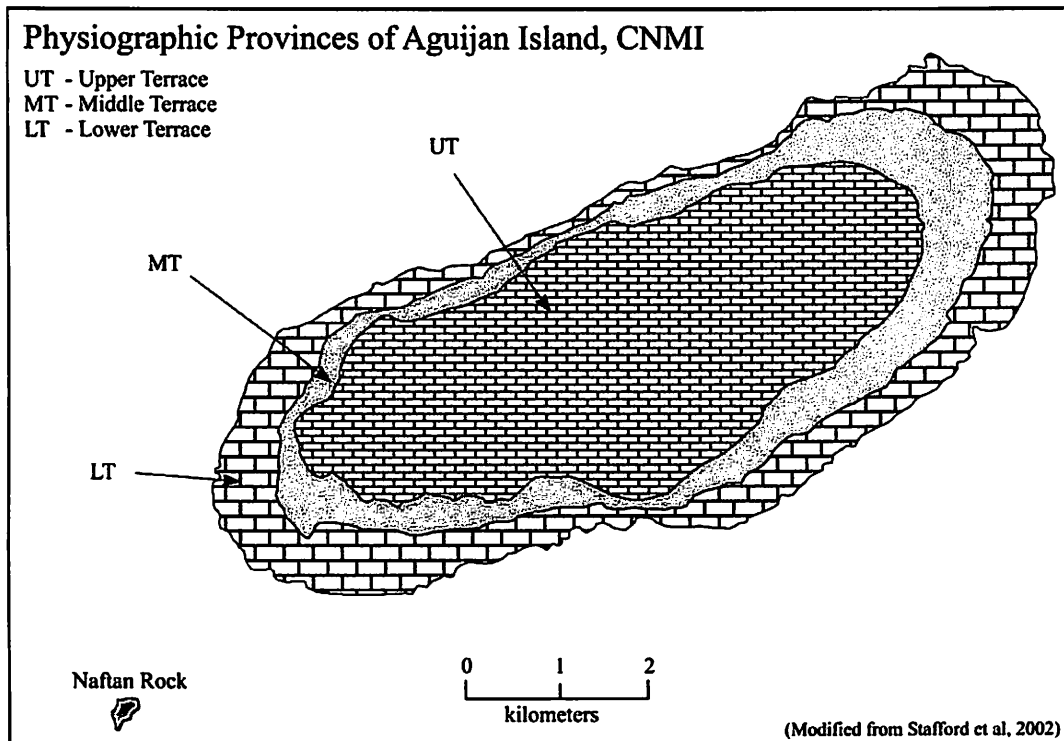 Physiographic Provinces of Aguijan Island, CNMI
UT - Upper Terrace
MT - Middle Terrace
LT - Lower Terrace
UT
MT
LT
Naftan Rock
0 1 2
kilometers
(Modified from Stafford et al, 2002)